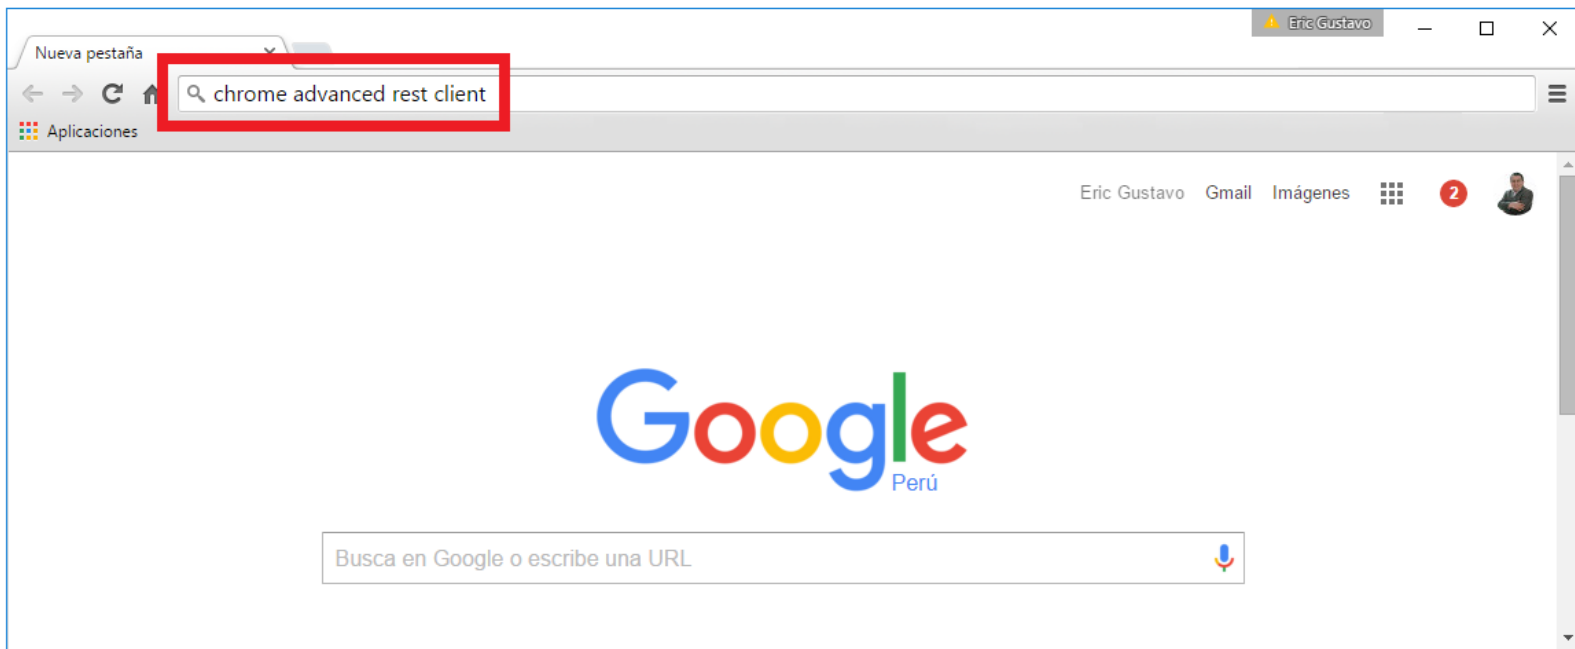 Eric Gustavo
Nueva pestaña
chrome advanced rest client
Aplicaciones
Eric Gustavo Gmail Imágenes 2
Google
Perú
Busca en Google o escribe una URL